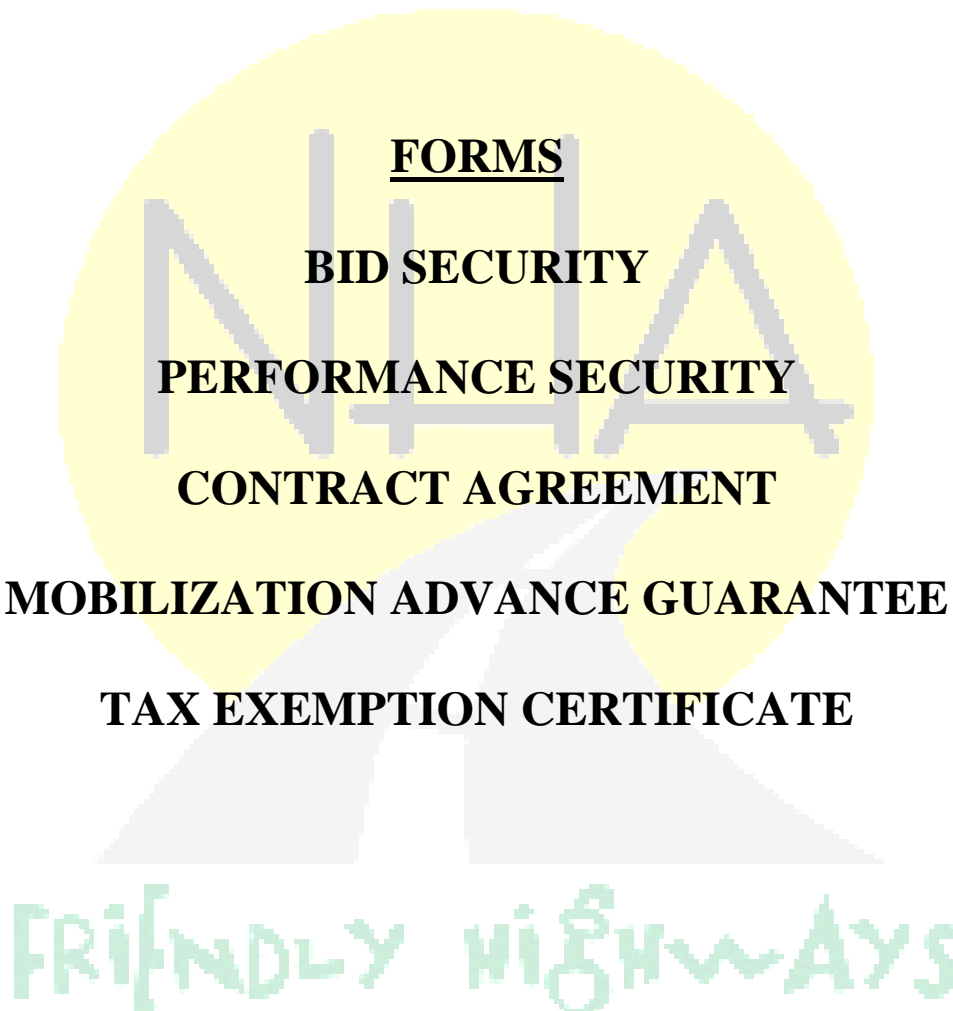 FORMS
BID SECURITY
PERFORMANCE SECURITY
CONTRACT AGREEMENT
MOBILIZATION ADVANCE GUARANTEE
TAX EXEMPTION CERTIFICATE
NHA
FRIENDLY HIGHWAYS